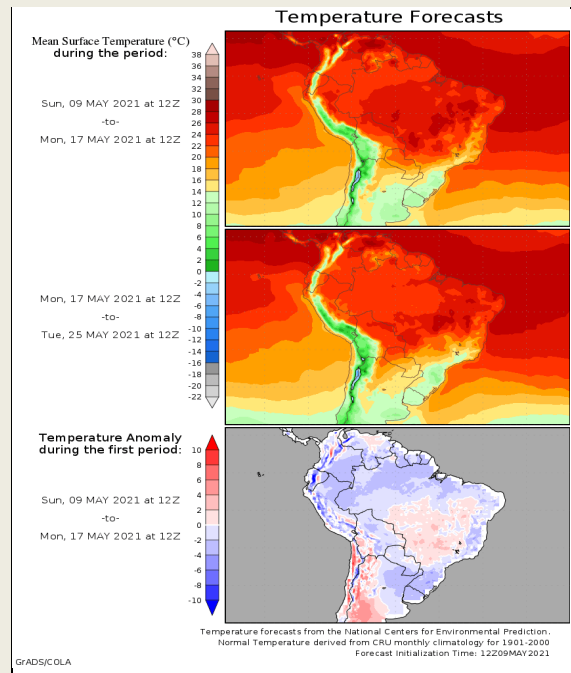 Temperature Forecasts
Mean Surface Temperature (°C)
during the period:
Sun, 09 MAY 2021 at 12Z
-to-
Mon, 17 MAY 2021 at 12Z
38
36
34
32
30
28
26
24
22
20
18
16
14
12
10
8
6
4
2
0
-2
-4
-6
-8
-10
-12
-14
-16
-18
-20
-22
Mon, 17 MAY 2021 at 12Z
-to-
Tue, 25 MAY 2021 at 12Z
Temperature Anomaly
during the first period:
Sun, 09 MAY 2021 at 12Z
-to-
Mon, 17 MAY 2021 at 12Z
10
8
6
4
2
0
-2
-4
-6
-8
-10
Temperature forecasts from the National Centers for Environmental Prediction.
Normal Temperature derived from CRU monthly climatology for 1901-2000
Forecast Initialization Time: 12Z09MAY2021
GrADS/COLA